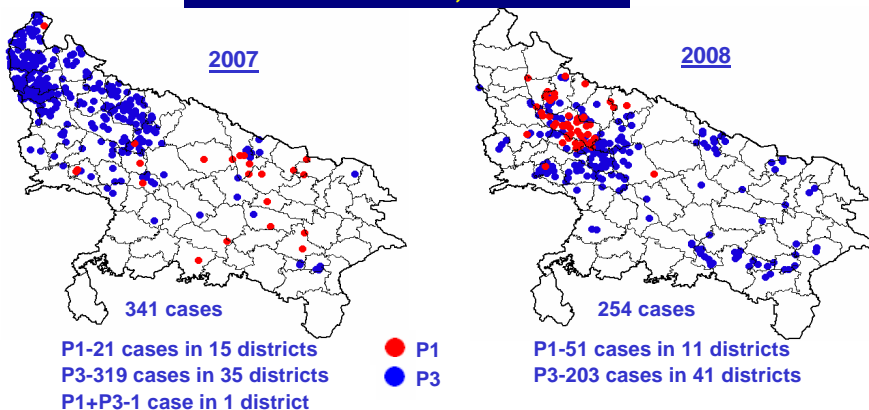 2007
2008
341 cases
254 cases
P1-21 cases in 15 districts
P3-319 cases in 35 districts
P1+P3-1 case in 1 district
P1
P3
P1-51 cases in 11 districts
P3-203 cases in 41 districts